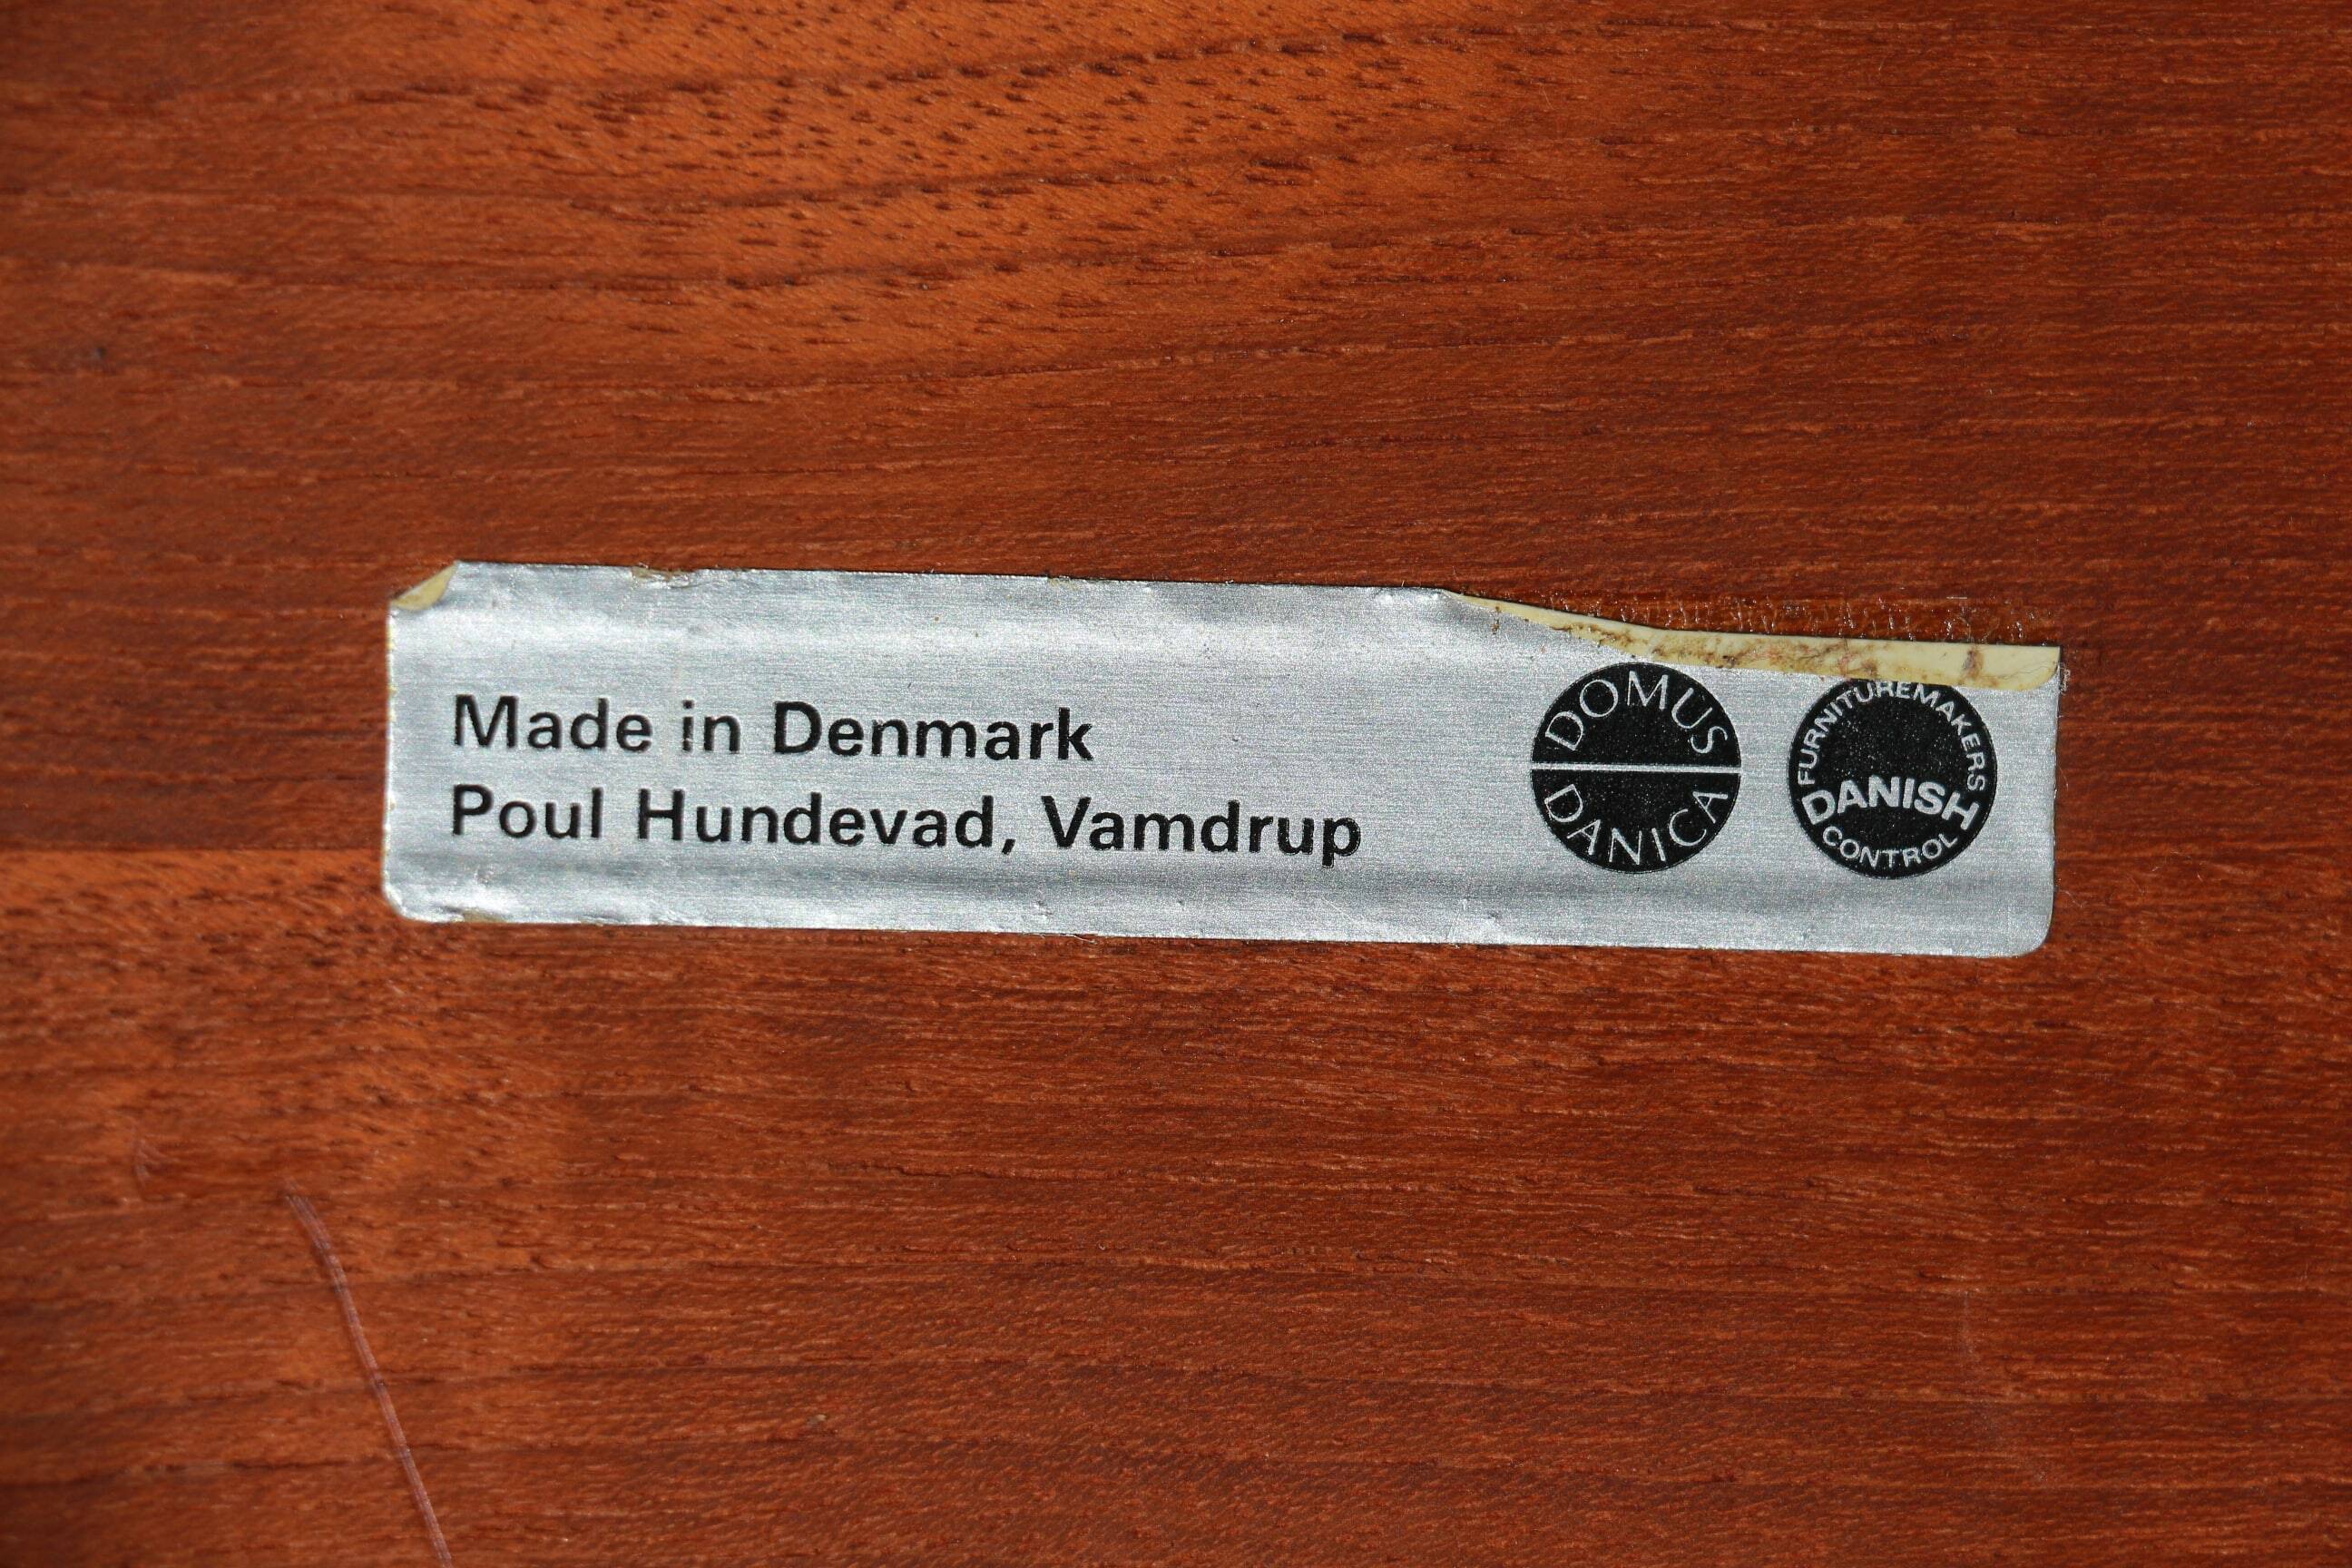 Made in Denmark
Poul Hundevad, Vamdrup
DOMUS
DANICA
FURNITUREMAKERS
DANISH
CONTROL